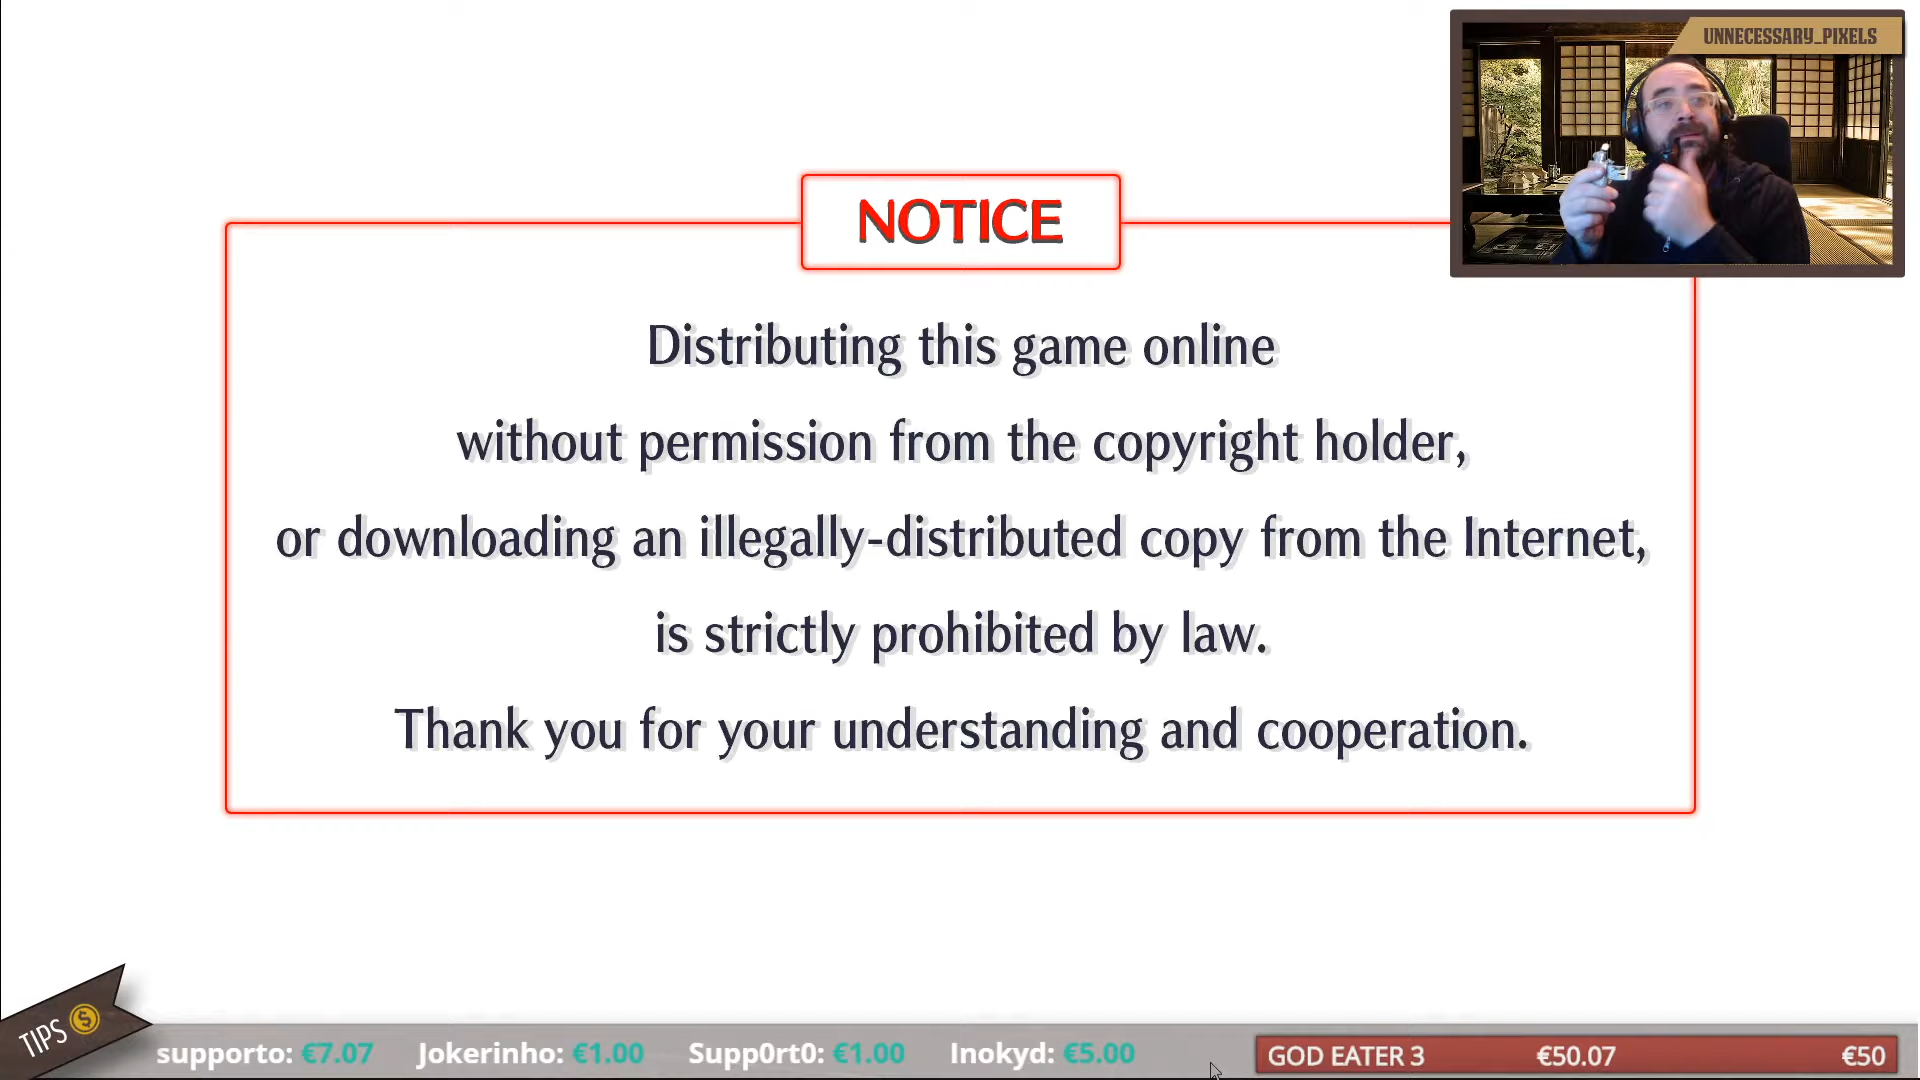 UNNECESSARY_PIXELS
NOTICE
Distributing this game online
without permission from the copyright holder,
or downloading an illegally-distributed copy from the Internet,
is strictly prohibited by law.
Thank you for your understanding and cooperation.
TIPS
supporto: €7.07 Jokerinho: €1.00 Supp0rt0: €1.00 Inokyd: €5.00
GOD EATER 3 €50.07 €50